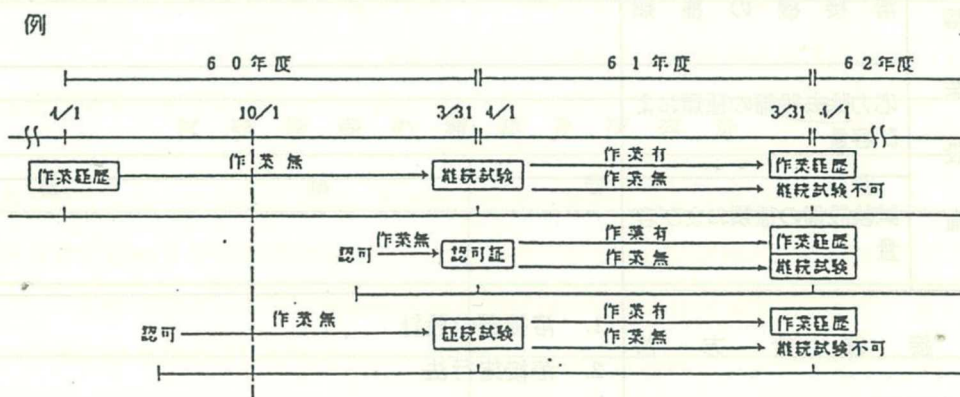 例
60年度 61年度 62年度
4/1 10/1 3/31 4/1 3/31 4/1
作業経歴 作業無 継続試験 作業有 作業経歴
作業無 継続試験不可
認可 作業無 認可証 作業有 作業経歴
作業無 継続試験
認可 作業無 継続試験 作業有 作業経歴
作業無 継続試験不可